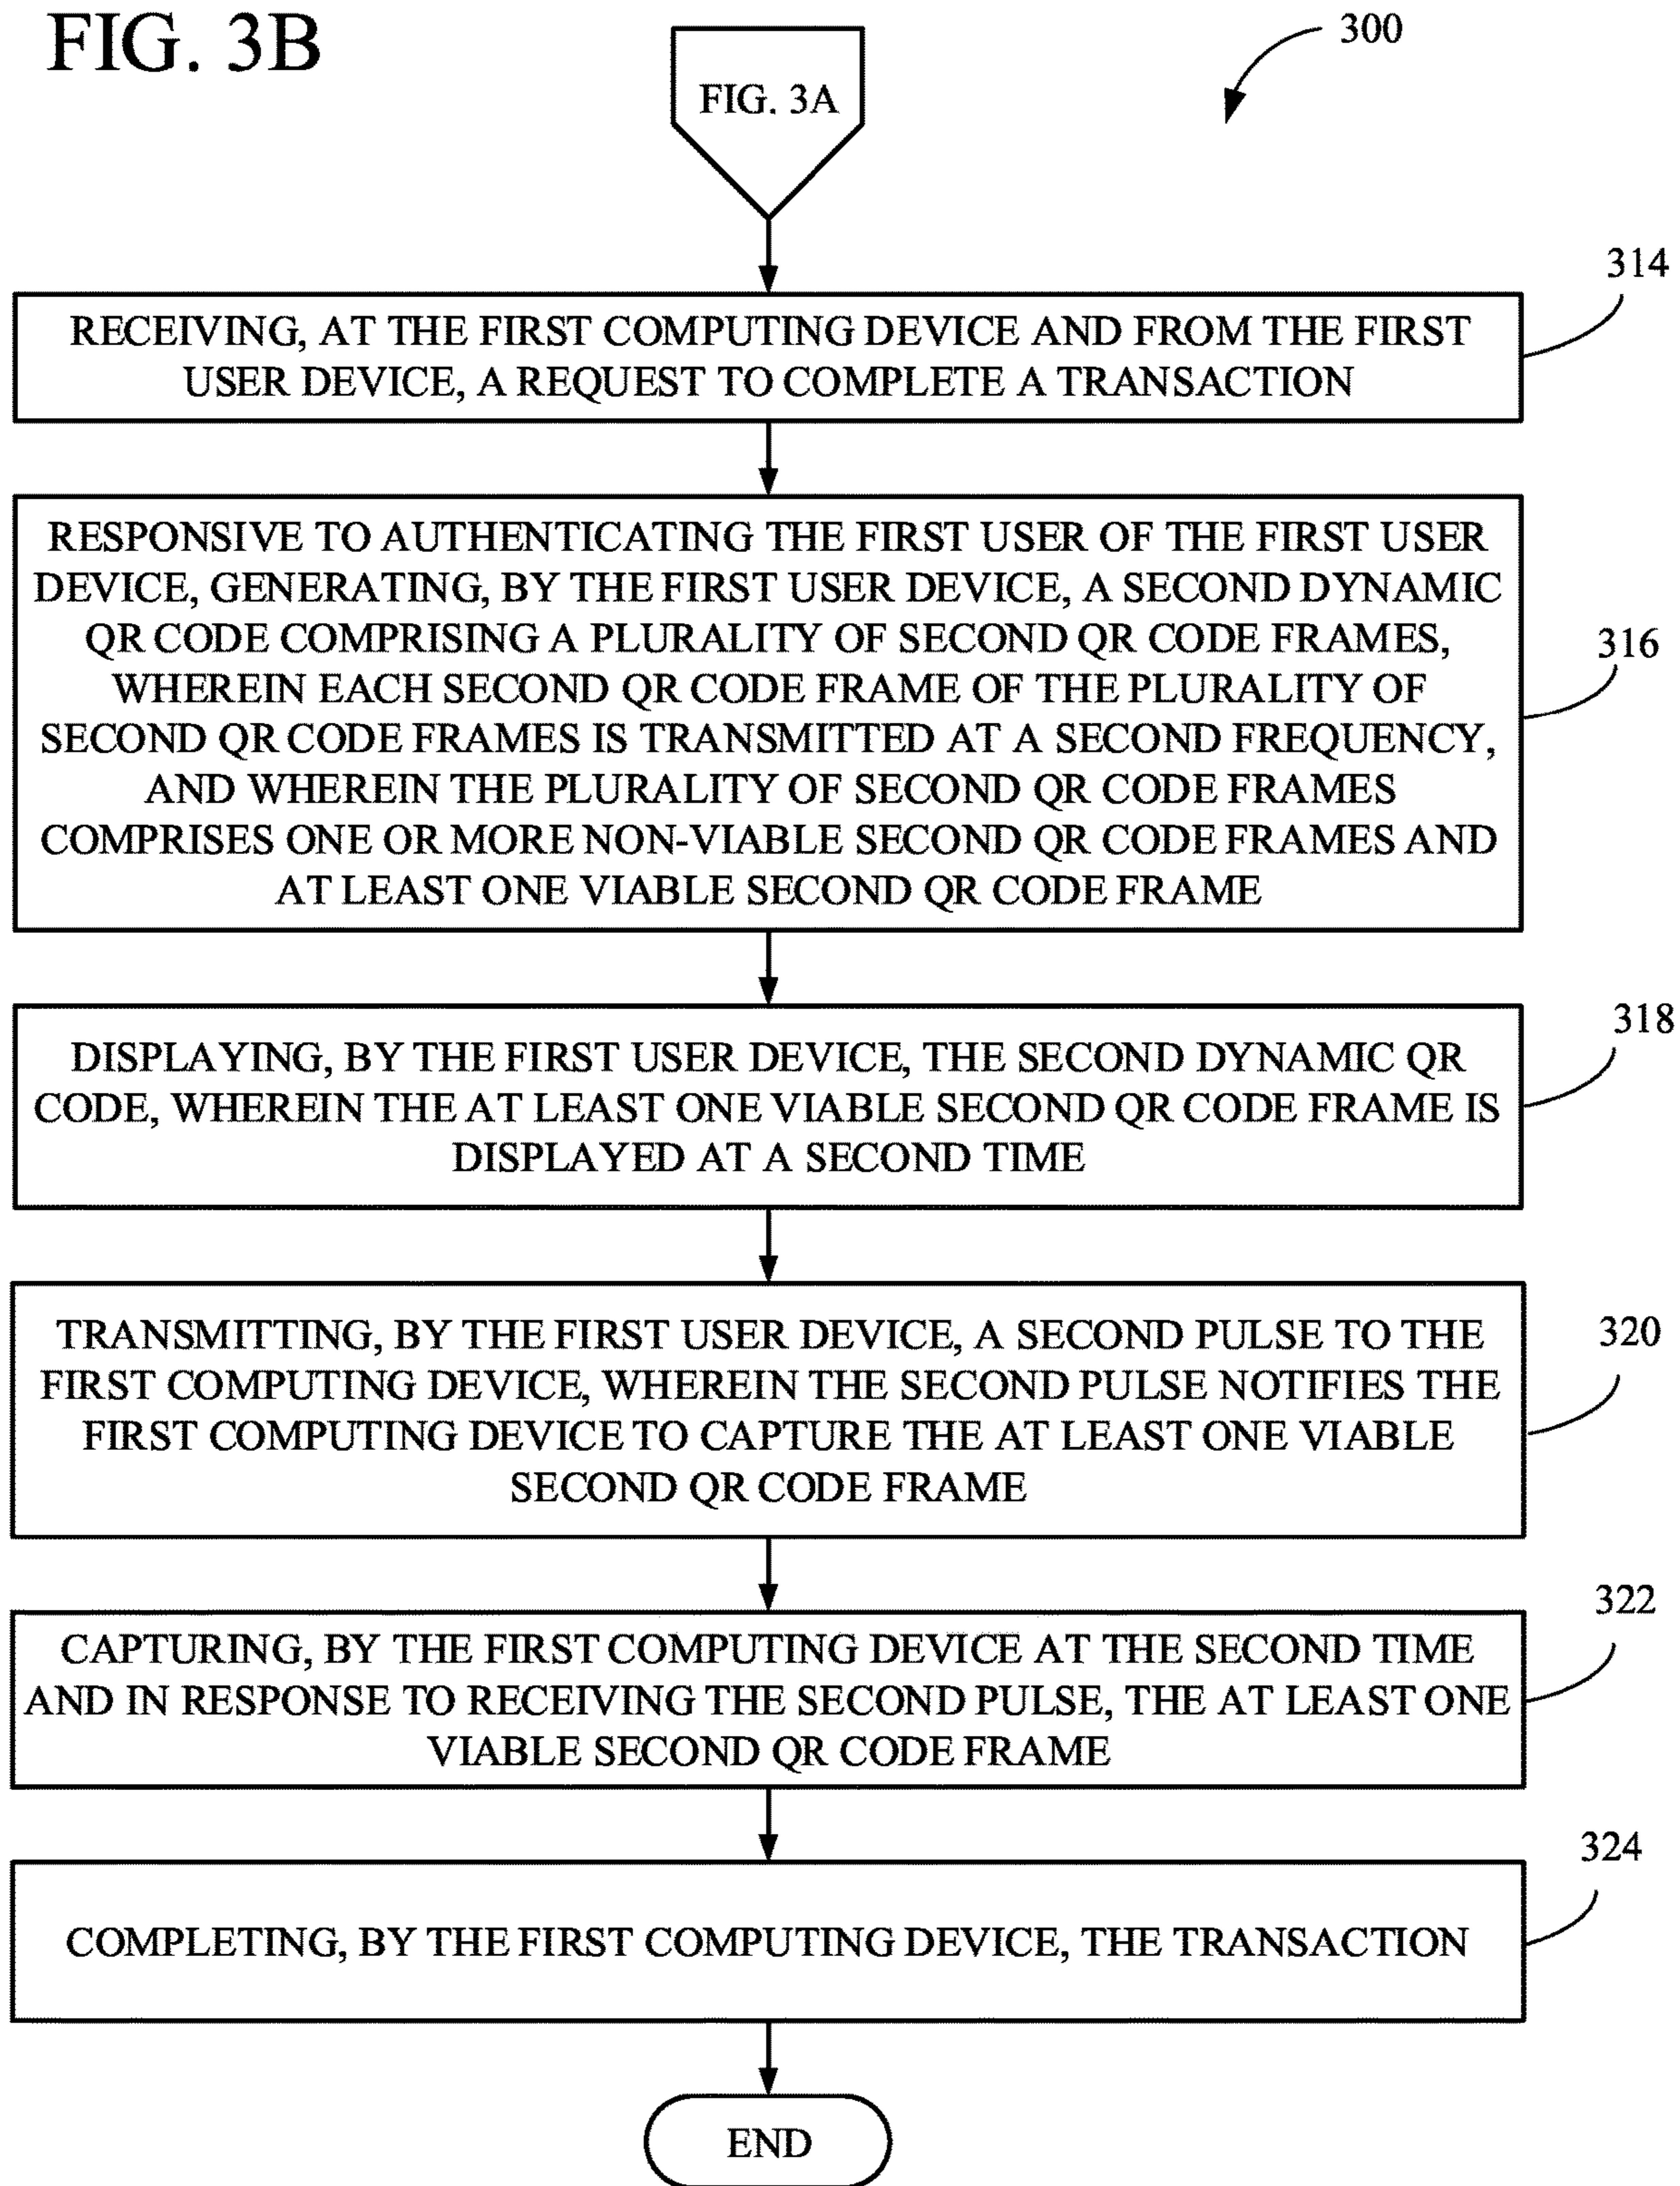 FIG. 3B
300
FIG. 3A
314
RECEIVING, AT THE FIRST COMPUTING DEVICE AND FROM THE FIRST
USER DEVICE, A REQUEST TO COMPLETE A TRANSACTION
RESPONSIVE TO AUTHENTICATING THE FIRST USER OF THE FIRST USER
DEVICE, GENERATING, BY THE FIRST USER DEVICE, A SECOND DYNAMIC
QR CODE COMPRISING A PLURALITY OF SECOND QR CODE FRAMES,
WHEREIN EACH SECOND QR CODE FRAME OF THE PLURALITY OF
SECOND QR CODE FRAMES IS TRANSMITTED AT A SECOND FREQUENCY,
AND WHEREIN THE PLURALITY OF SECOND QR CODE FRAMES
COMPRISES ONE OR MORE NON-VIABLE SECOND QR CODE FRAMES AND
AT LEAST ONE VIABLE SECOND QR CODE FRAME
316
318
DISPLAYING, BY THE FIRST USER DEVICE, THE SECOND DYNAMIC QR
CODE, WHEREIN THE AT LEAST ONE VIABLE SECOND QR CODE FRAME IS
DISPLAYED AT A SECOND TIME
TRANSMITTING, BY THE FIRST USER DEVICE, A SECOND PULSE TO THE
FIRST COMPUTING DEVICE, WHEREIN THE SECOND PULSE NOTIFIES THE
FIRST COMPUTING DEVICE TO CAPTURE THE AT LEAST ONE VIABLE
SECOND QR CODE FRAME
320
322
CAPTURING, BY THE FIRST COMPUTING DEVICE AT THE SECOND TIME
AND IN RESPONSE TO RECEIVING THE SECOND PULSE, THE AT LEAST ONE
VIABLE SECOND QR CODE FRAME
324
COMPLETING, BY THE FIRST COMPUTING DEVICE, THE TRANSACTION
END